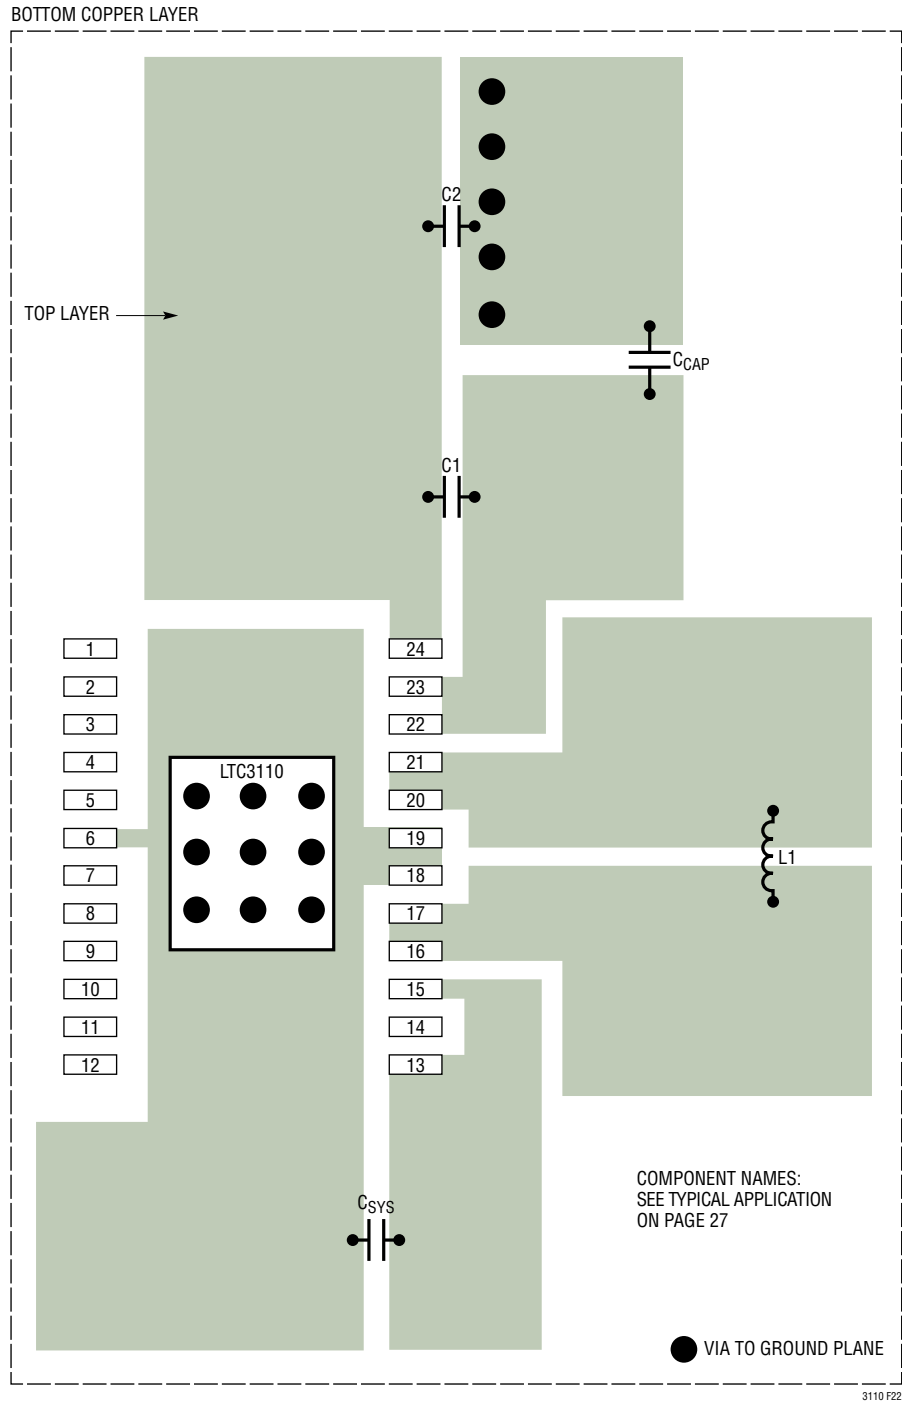 BOTTOM COPPER LAYER
C2
TOP LAYER
CCAP
C1
1
24
2
23
3
22
4
21
LTC3110
5
20
6
19
7
18
L1
8
17
9
16
10
15
11
14
12
13
COMPONENT NAMES:
SEE TYPICAL APPLICATION
ON PAGE 27
CSYS
VIA TO GROUND PLANE
3110 F22